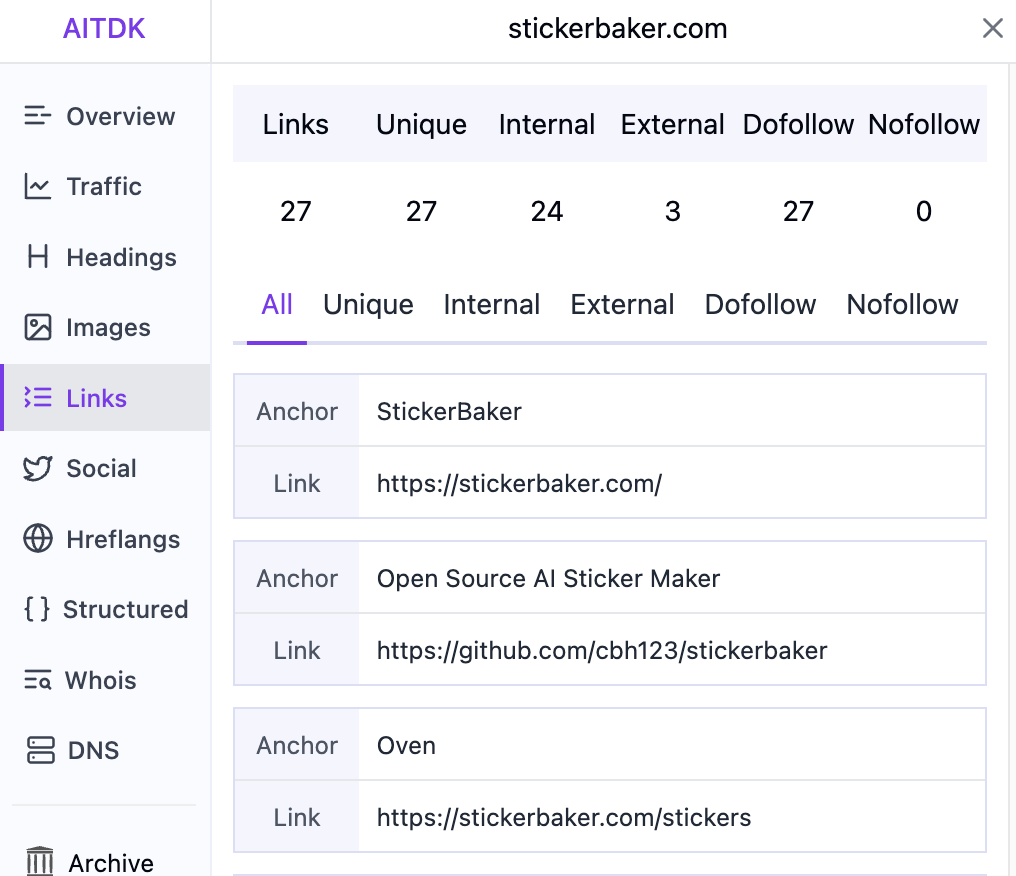 AITDK
stickerbaker.com
Overview
Traffic
Headings
Images
Links
Social
Hreflangs
Structured
Whois
DNS
Archive
Links Unique Internal External Dofollow Nofollow
27 27 24 3 27 0
All Unique Internal External Dofollow Nofollow
Anchor StickerBaker
Link https://stickerbaker.com/
Anchor Open Source AI Sticker Maker
Link https://github.com/cbh123/stickerbaker
Anchor Oven
Link https://stickerbaker.com/stickers